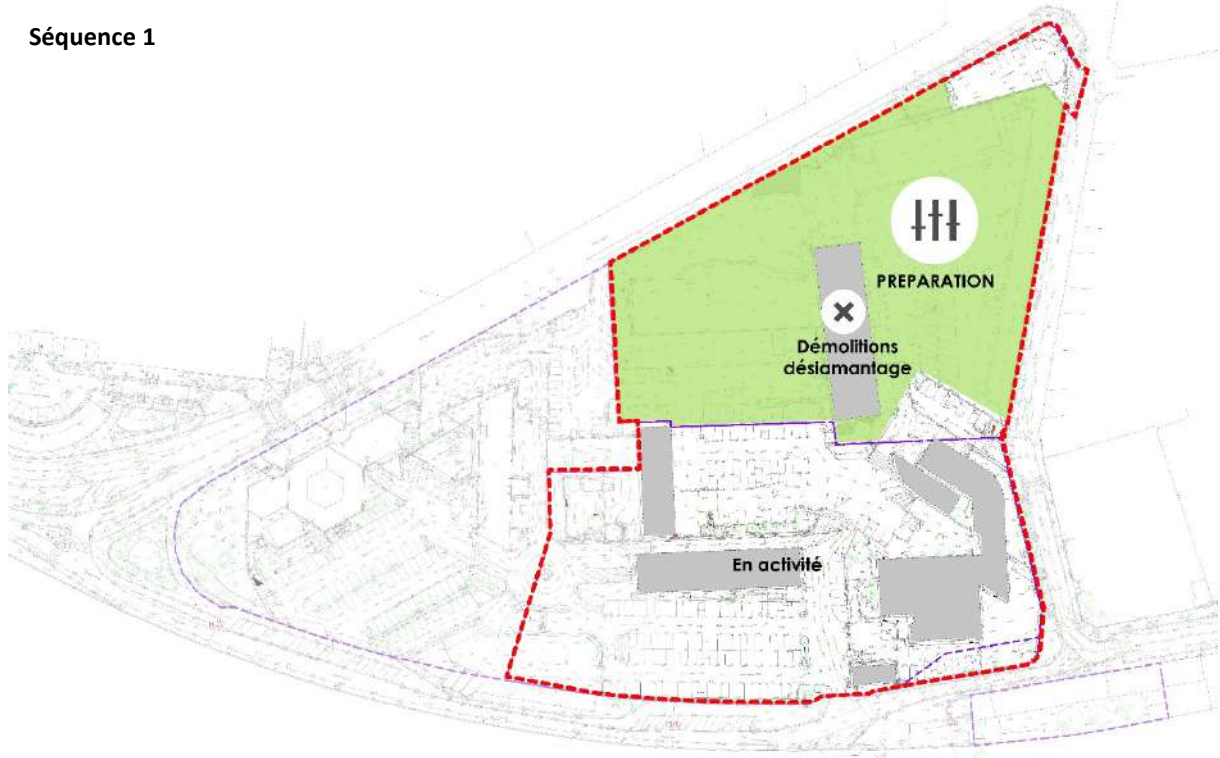 Séquence 1
PREPARATION
Démolitions
désiamantage
En activité